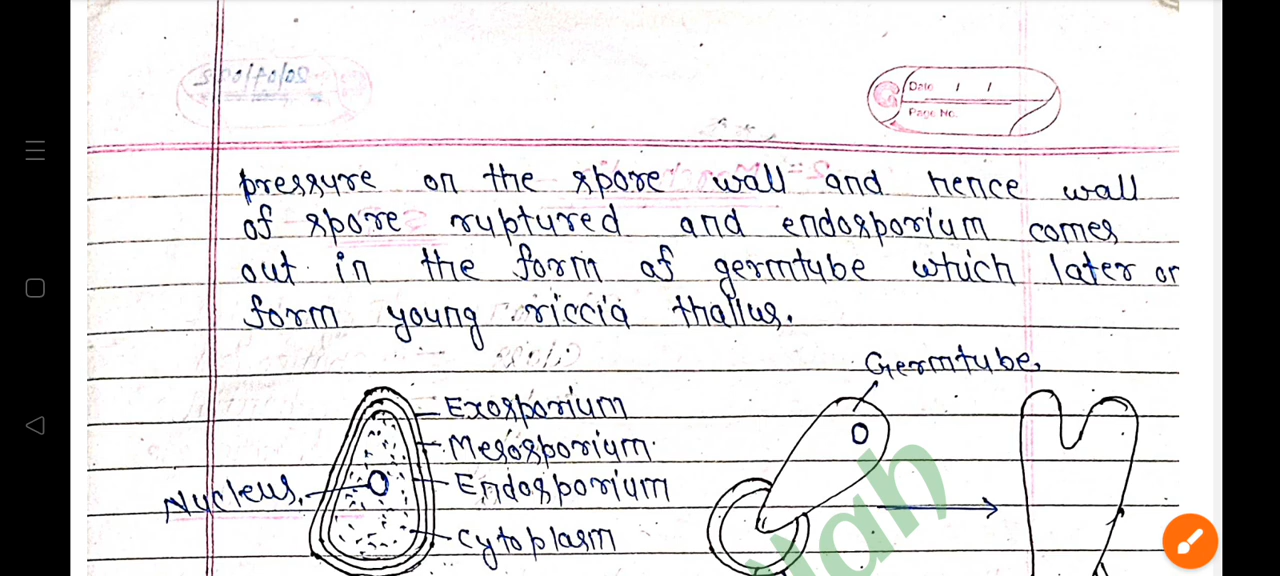 Date / /
Page No.
pressure on the spore wall and hence wall
of spore ruptured and endosporium comes
out in the form of germtube which later on
form young riccia thallus.
Germtube
Exosporium
Mesosporium
Nucleus
Endosporium
Cytoplasm